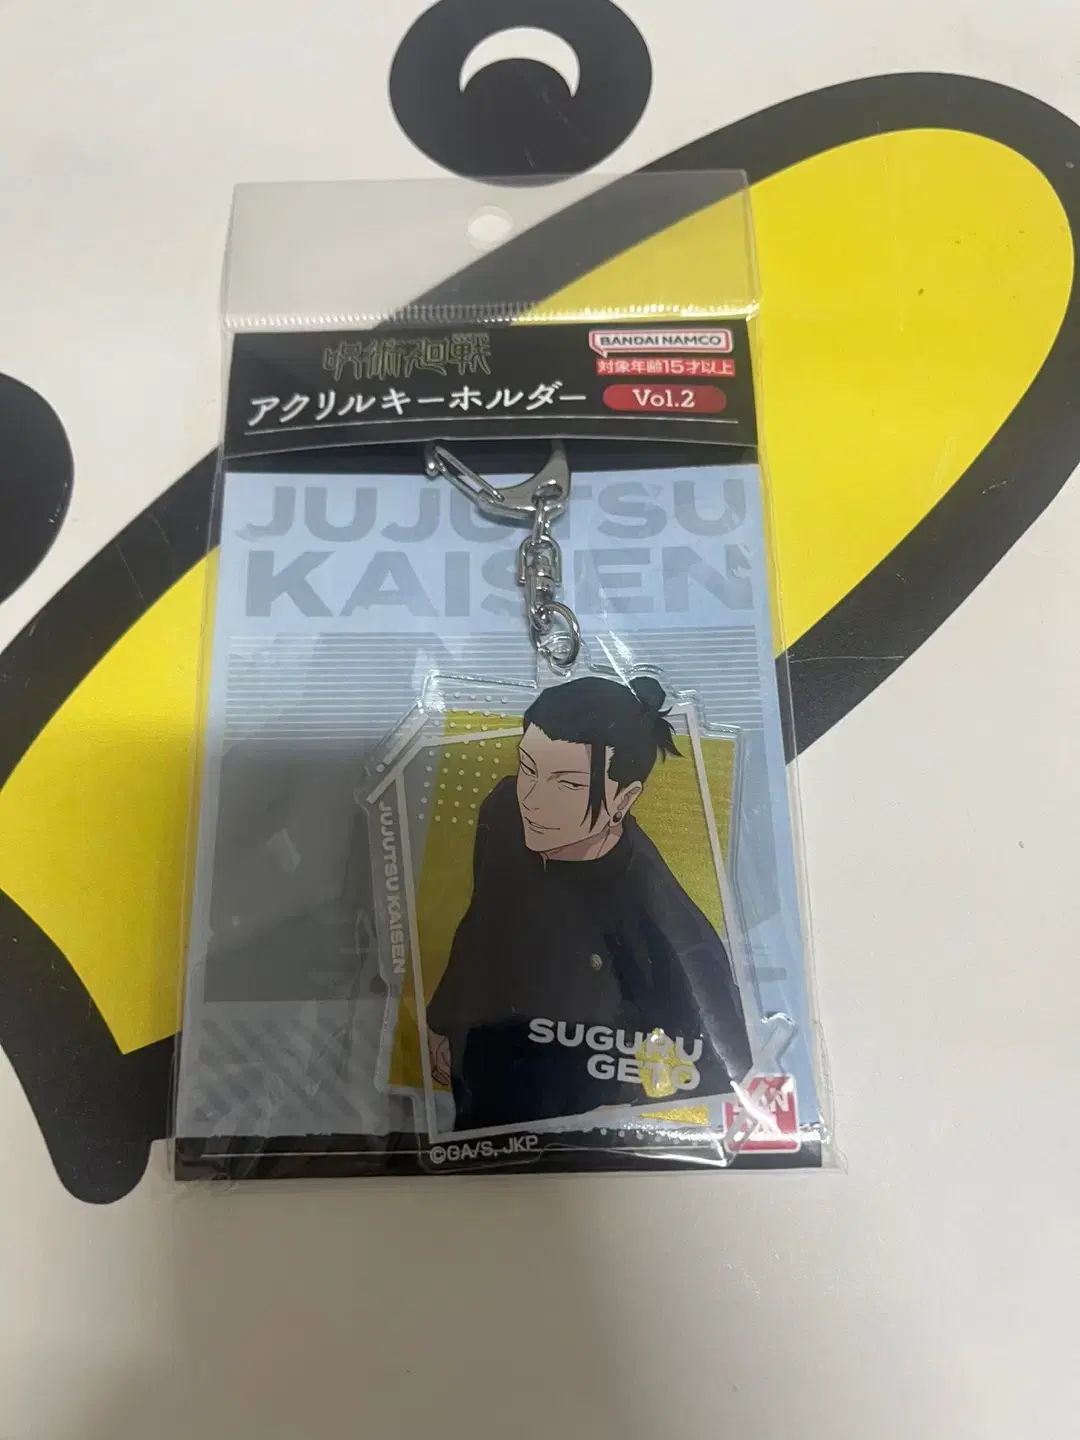 呪術廻戦
BANDAI NAMCO
対象年齢15才以上
アクリルキーホルダー
Vol.2
JUJUTSU
KAISEN
JUJUTSU KAISEN
SUGURU
GETO
©GA/S, JKP